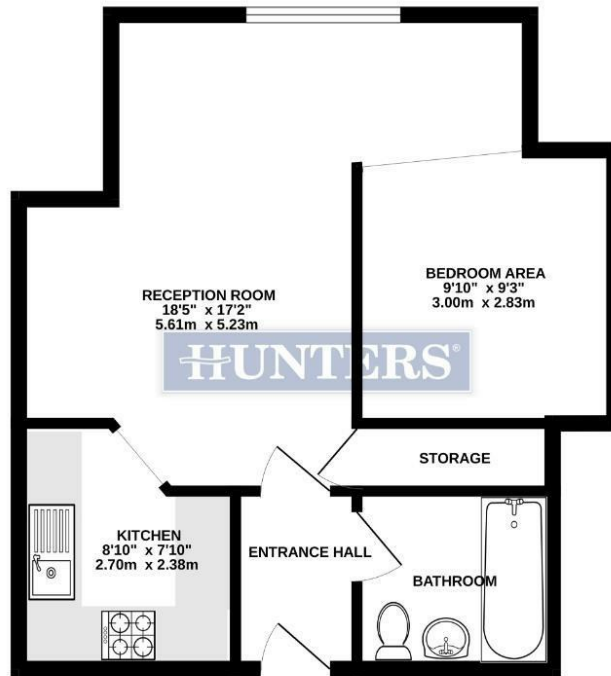 BEDROOM AREA
9'10" x 9'3"
3.00m x 2.83m
RECEPTION ROOM
18'5" x 17'2"
5.61m x 5.23m
HUNTERS®
STORAGE
KITCHEN
8'10" x 7'10"
2.70m x 2.38m
ENTRANCE HALL
BATHROOM